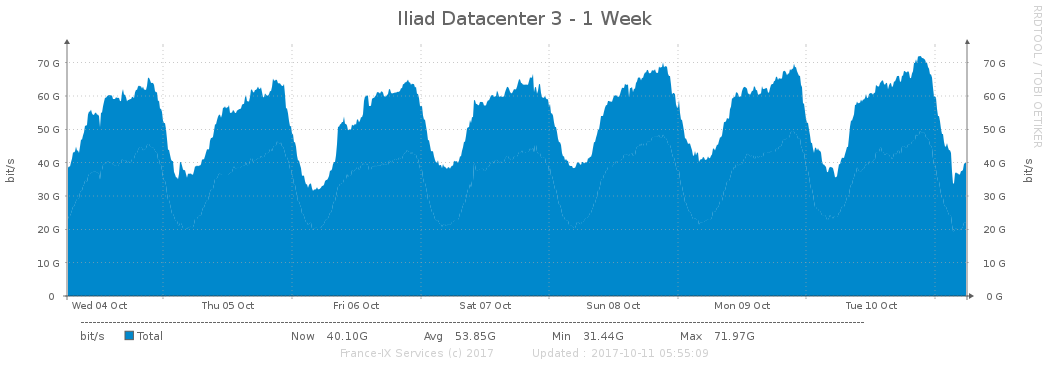 Iliad Datacenter 3 - 1 Week
RRDTOOL / TOBI OETIKER
bit/s
70 G 70 G
60 G 60 G
50 G 50 G
40 G 40 G
30 G 30 G
20 G 20 G
10 G 10 G
0 0 G
bit/s
Wed 04 Oct Thu 05 Oct Fri 06 Oct Sat 07 Oct Sun 08 Oct Mon 09 Oct Tue 10 Oct
bit/s Total Now 40.10G Avg 53.85G Min 31.44G Max 71.97G
France-IX Services (c) 2017 Updated : 2017-10-11 05:55:09